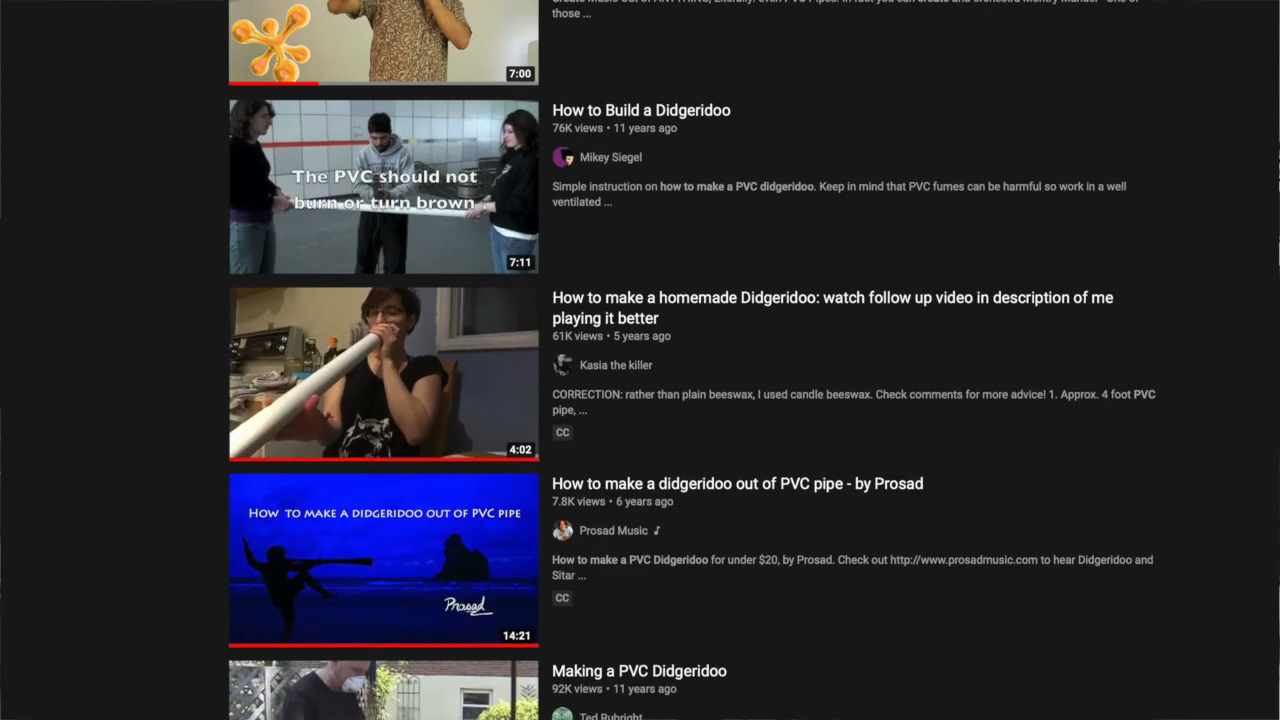 those ...
7:00
The PVC should not
burn or turn brown
7:11
How to Build a Didgeridoo
76K views • 11 years ago
Mikey Siegel
Simple instruction on how to make a PVC didgeridoo. Keep in mind that PVC fumes can be harmful so work in a well
ventilated ...
4:02
How to make a homemade Didgeridoo: watch follow up video in description of me
playing it better
61K views • 5 years ago
Kasia the killer
CORRECTION: rather than plain beeswax, I used candle beeswax. Check comments for more advice! 1. Approx. 4 foot PVC
pipe, ...
CC
How to make a didgeridoo out of PVC pipe
Prosad
14:21
How to make a didgeridoo out of PVC pipe - by Prosad
7.8K views • 6 years ago
Prosad Music ♪
How to make a PVC Didgeridoo for under $20, by Prosad. Check out http://www.prosadmusic.com to hear Didgeridoo and
Sitar ...
CC
Making a PVC Didgeridoo
92K views • 11 years ago
Ted Rubright